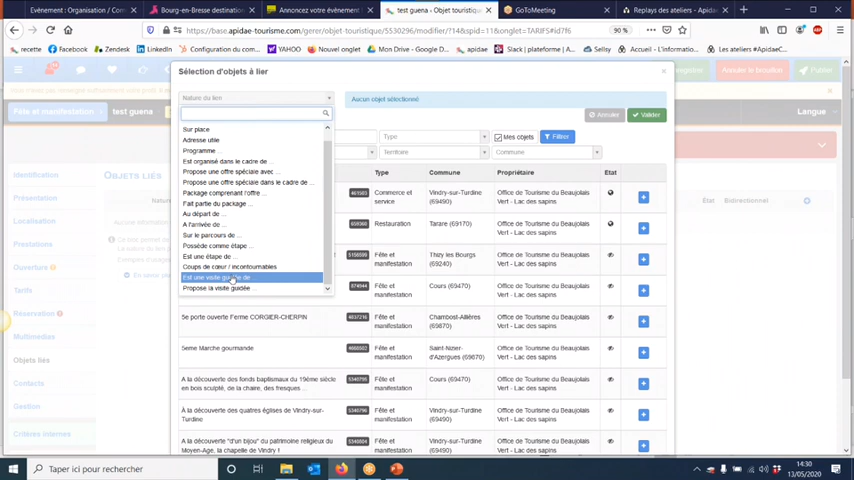 Evénement : Organisation / Com
Bourg-en-Bresse destination
Annoncez votre évènement
test guena - Objet touristique
GoToMeeting
Replays des ateliers - Apidae
https://base.apidae-tourisme.com/gerer/objet-touristique/5530296/modifier/?14&spid=11&onglet=TARIFS#id7f6
90 %
recette
Facebook
Zendesk
LinkedIn
Configuration du com...
YAHOO
Nouvel onglet
Mon Drive - Google D...
apidae
Slack | plateforme | A...
stats
Accueil - L'informatio...
Les ateliers #ApidaeC
Sélection d'objets à lier
×
Nature du lien
Aucun objet sélectionné
Annuler
Valider
Annuler le brouillon
Publier
Fête et manifestation
test guena
Langue
Sur place
Adresse utile
Programme ...
Est organisé dans le cadre de ...
Propose une offre spéciale avec ...
Propose une offre spéciale dans le cadre de ...
Package comprenant l'offre ...
Fait partie du package ...
Au départ de ...
A l'arrivée de ...
Sur le parcours de ...
Possède comme étape ...
Est une étape de ...
Coups de cœur / incontournables
Est une visite guidée de
Propose la visite guidée ...
Type
Mes objets
Filtrer
Territoire
Commune
Type
Commune
Propriétaire
Etat
Commerce et service
Vindry-sur-Turdine (69490)
Office de Tourisme du Beaujolais Vert - Lac des sapins
Restauration
Tarare (69170)
Office de Tourisme du Beaujolais Vert - Lac des sapins
Fête et manifestation
Thizy les Bourgs (69240)
Office de Tourisme du Beaujolais Vert - Lac des sapins
874944
Fête et manifestation
Cours (69470)
Office de Tourisme du Beaujolais Vert - Lac des sapins
5e porte ouverte Ferme CORGIER-CHERPIN
4837216
Fête et manifestation
Chambost-Allières (69870)
Office de Tourisme du Beaujolais Vert - Lac des sapins
5eme Marche gourmande
Fête et manifestation
Saint-Nizier-d'Azergues (69870)
Office de Tourisme du Beaujolais Vert - Lac des sapins
A la découverte des fonds baptismaux du 19ème siècle en bois sculpté, de la chaire, des fresques...
5340795
Fête et manifestation
Cours (69470)
Office de Tourisme du Beaujolais Vert - Lac des sapins
À la découverte des quatres églises de Vindry-sur-Turdine
5340796
Fête et manifestation
Vindry-sur-Turdine (69490)
Office de Tourisme du Beaujolais Vert - Lac des sapins
A la découverte "d'un bijou" du patrimoine religieux du Moyen-Age, la chapelle de Clévy !
5340804
Fête et manifestation
Vindry-sur-Turdine (69490)
Office de Tourisme du Beaujolais Vert - Lac des sapins
Identification
Présentation
Localisation
Prestations
Ouverture
Tarifs
Réservation
Multimédias
Objets liés
Contacts
Gestion
Critères internes
OBJETS LIÉS
Etat
Bidirectionnel
Taper ici pour rechercher
14:30
13/05/2020